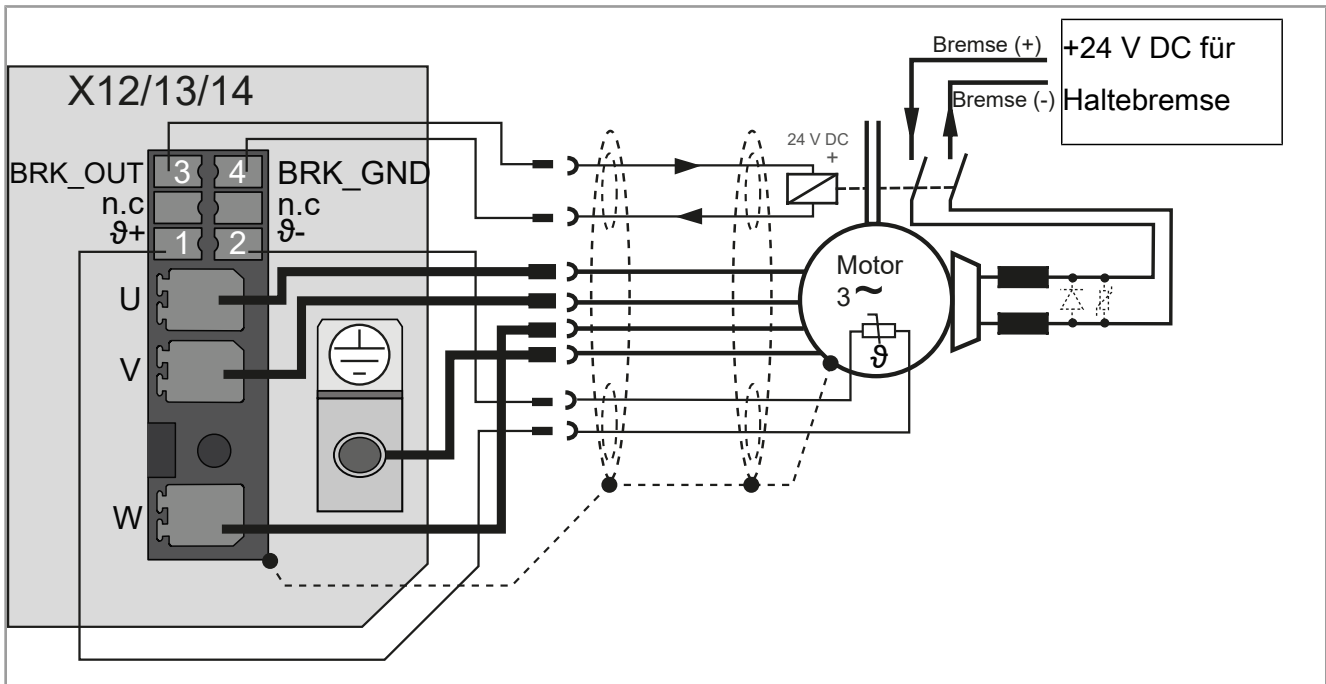 Bremse (+)
+24 V DC für
Bremse (-)
Haltebremse
X12/13/14
24 V DC
+
BRK_OUT
3
4
BRK_GND
n.c
n.c
ϑ+
1
2
ϑ-
U
V
W
Motor
3 ~
ϑ